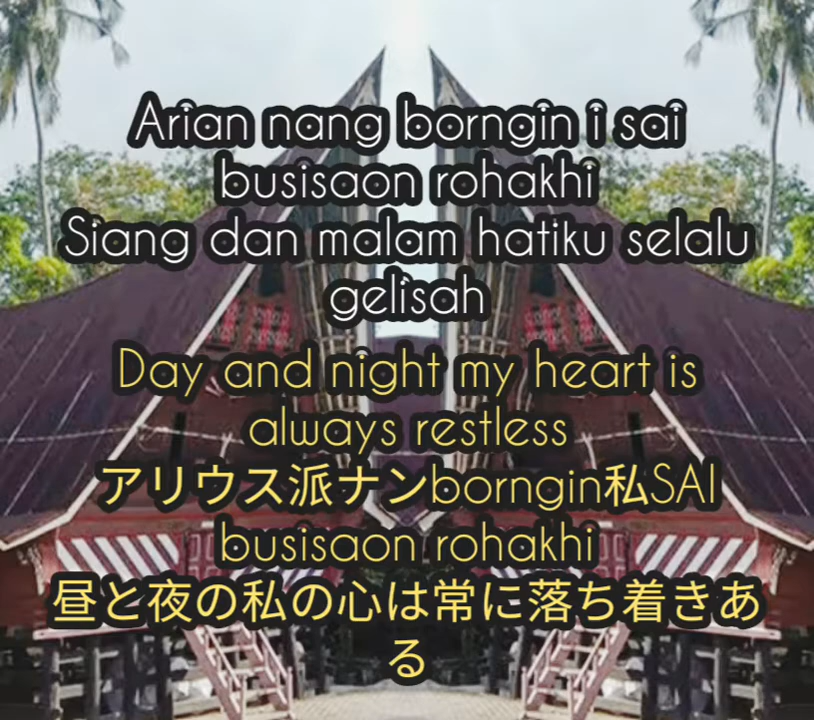 Arian nang borngin i sai
busisaon rohakhi
Siang dan malam hatiku selalu
gelisah
Day and night my heart is
always restless
アリウス派ナンborngin私SAI
busisaon rohakhi
昼と夜の私の心は常に落ち着きあ
る